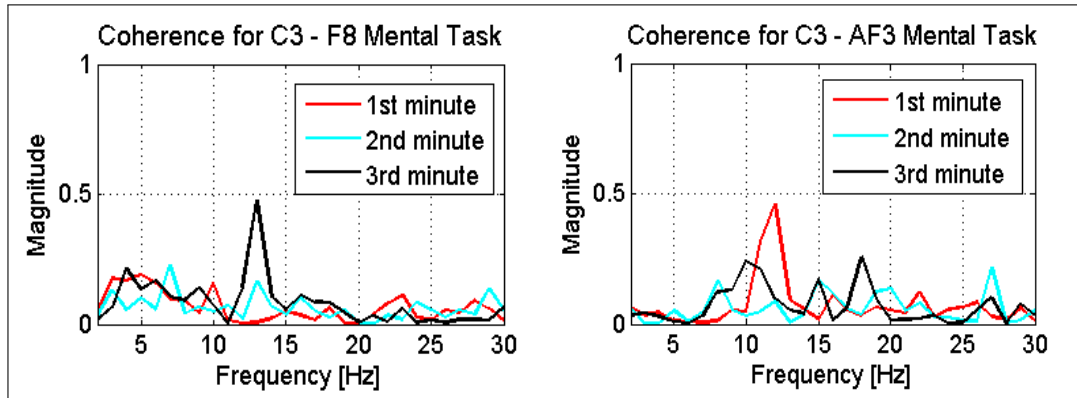 Coherence for C3 - F8 Mental Task
1
0.5
0
Magnitude
1st minute
2nd minute
3rd minute
5 10 15 20 25 30
Frequency [Hz]
Coherence for C3 - AF3 Mental Task
1
0.5
0
Magnitude
1st minute
2nd minute
3rd minute
5 10 15 20 25 30
Frequency [Hz]